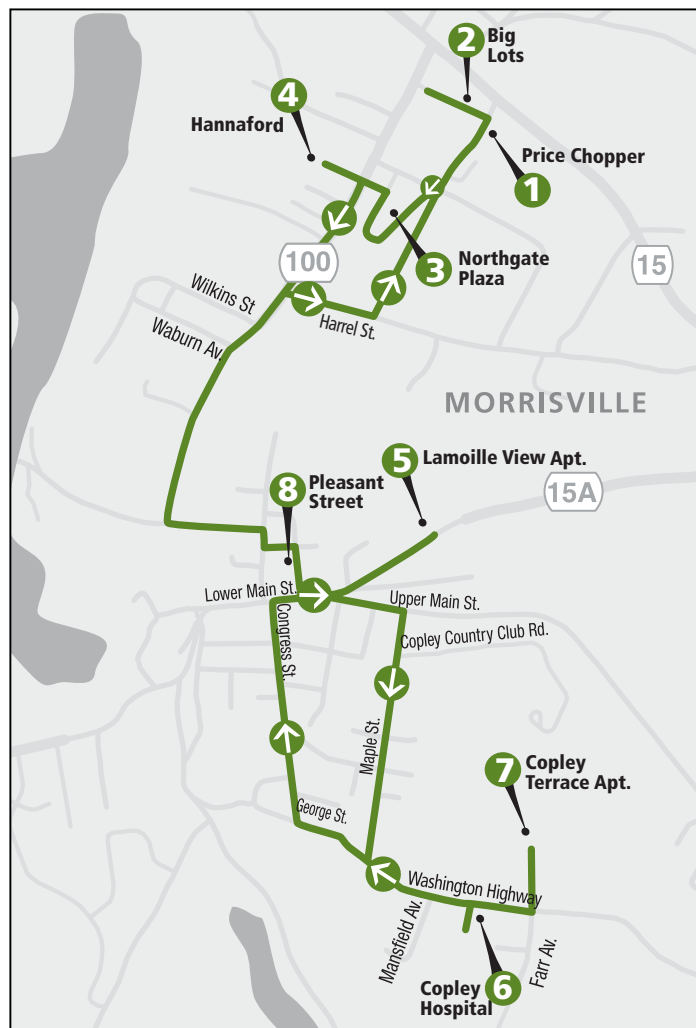 2 Big
Lots
4
Hannaford
Price Chopper
1
3 Northgate
Plaza
100
15
Wilkins St
Harrel St.
Waburn Av.
MORRISVILLE
5 Lamoille View Apt.
8 Pleasant
Street
15A
Lower Main St.
Upper Main St.
Congress St.
Copley Country Club Rd.
Maple St.
7 Copley
Terrace Apt.
George St.
Washington Highway
Mansfield Av.
Farr Av.
Copley
Hospital 6